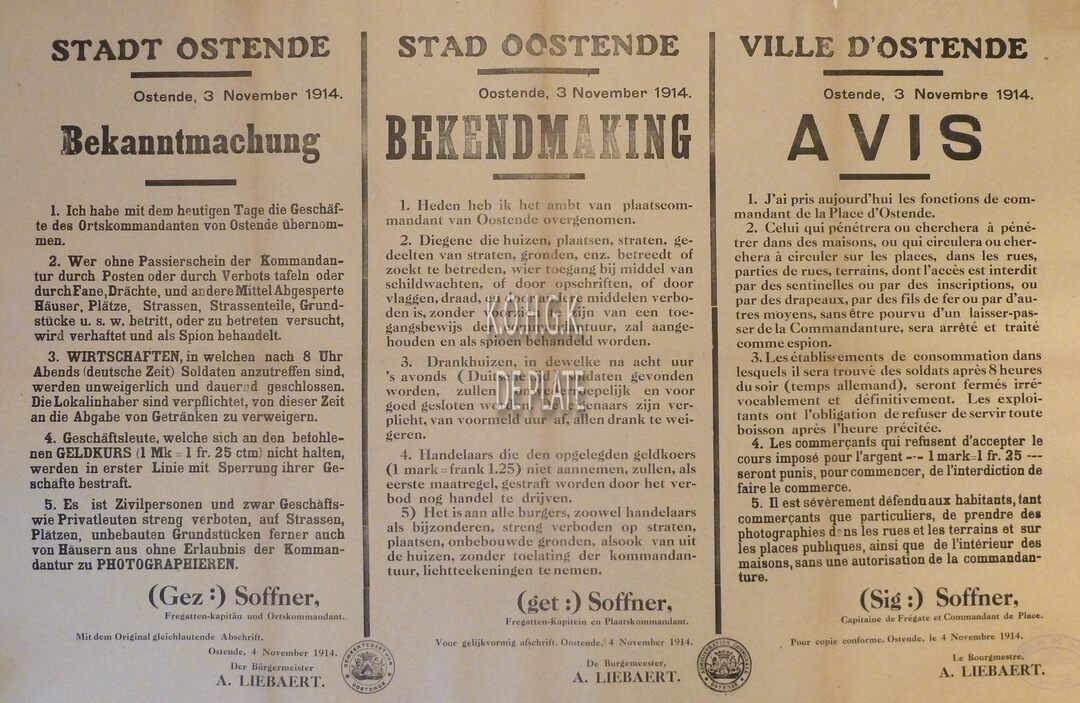 STADT OSTENDE
Ostende, 3 November 1914.
Bekanntmachung
1. Ich habe mit dem heutigen Tage die Geschäf-
te des Ortskommandanten von Ostende übernom-
men.
2. Wer ohne Passierschein der Kommandan-
tur durch Posten oder durch Verbots tafeln oder
durch Fane, Drächte, und andere Mittel Abgesperte
Häuser, Plätze, Strassen, Strassenteile, Grund-
stücke u. s. w. betritt, oder zu betreten versucht,
wird verhaftet und als Spion behandelt.
3. WIRTSCHAFTEN, in welchen nach 8 Uhr
Abends (deutsche Zeit) Soldaten anzutreffen sind,
werden unweigerlich und dauernd geschlossen.
Die Lokalinhaber sind verpflichtet, von dieser Zeit
an die Abgabe von Getränken zu verweigern.
4. Geschäftsleute, welche sich an den befohle-
nen GELDKURS (1 Mk = 1 fr. 25 ctm) nicht halten,
werden in erster Linie mit Sperrung ihrer Ge-
schäfte bestraft.
5. Es ist Zivilpersonen und zwar Geschäfts-
wie Privatleuten streng verboten, auf Strassen,
Plätzen, unbebauten Grundstücken ferner auch
von Häusern aus ohne Erlaubnis der Komman-
dantur zu PHOTOGRAPHIEREN.
(Gez :) Soffner,
Fregatten-kapitän und Ortskommandant.
Mit dem Original gleichlautende Abschrift.
Ostende, 4 November 1914.
Der Bürgermeister
A. LIEBAERT.
STAD OOSTENDE
Oostende, 3 November 1914.
BEKENDMAKING
1. Heden heb ik het ambt van plaatscom-
mandant van Oostende overgenomen.
2. Diegene die huizen, plaatsen, straten, ge-
deelten van straten, gronden, enz. betreedt of
zoekt te betreden, wier toegang bij middel van
schildwachten, of door opschriften, of door
vlaggen, draad, of door andere middelen verbo-
den is, zonder voorzien te zijn van een toe-
gangsbewijs der kommandantuur, zal aange-
houden en als spioen behandeld worden.
3. Drankhuizen, in dewelke na acht uur
's avonds (Duitsche tijd) soldaten gevonden
worden, zullen onverroepelijk en voor
goed gesloten worden. De eigenaars zijn ver-
plicht, van voormeld uur af, allen drank te wei-
geren.
4. Handelaars die den opgelegden geldkoers
(1 mark = frank 1.25) niet aannemen, zullen, als
eerste maatregel, gestraft worden door het ver-
bod nog handel te drijven.
5) Het is aan alle burgers, zoowel handelaars
als bijzonderen, streng verboden op straten,
plaatsen, onbebouwde gronden, alsook van uit
de huizen, zonder toelating der kommandan-
tuur, lichtteekeningen te nemen.
(get :) Soffner,
Fregatten-Kapitein en Plaatskommandant.
Voor gelijkvormig afschrift. Oostende, 4 November 1914.
De Burgemeester,
A. LIEBAERT.
VILLE D'OSTENDE
Ostende, 3 Novembre 1914.
AVIS
1. J'ai pris aujourd'hui les fonctions de com-
mandant de la Place d'Ostende.
2. Celui qui pénétrera ou cherchera à péné-
trer dans des maisons, ou qui circulera ou cher-
chera à circuler sur les places, dans les rues,
parties de rues, terrains, dont l'accès est interdit
par des sentinelles ou par des inscriptions, ou
par des drapeaux, par des fils de fer ou par d'au-
tres moyens, sans être pourvu d'un laisser-pas-
ser de la Commandanture, sera arrêté et traité
comme espion.
3. Les établissements de consommation dans
lesquels il sera trouvé des soldats après 8 heures
du soir (temps allemand), seront fermés irré-
vocablement et définitivement. Les exploi-
tants ont l'obligation de refuser de servir toute
boisson après l'heure précitée.
4. Les commerçants qui refusent d'accepter le
cours imposé pour l'argent --- 1 mark=1 fr. 25 ---
seront punis, pour commencer, de l'interdiction de
faire le commerce.
5. Il est sévèrement défendu aux habitants, tant
commerçants que particuliers, de prendre des
photographies dans les rues et les terrains et sur
les places publiques, ainsi que de l'intérieur des
maisons, sans une autorisation de la commandan-
ture.
(Sig :) Soffner,
Capitaine de Frégate et Commandant de Place.
Pour copie conforme. Ostende, le 4 Novembre 1914.
Le Bourgmestre,
A. LIEBAERT.
GEMEENTEBESTUUR OOSTENDE
ADMINISTRATION COMMUNALE OSTENDE
K.O.H.G.K.
DE PLATE